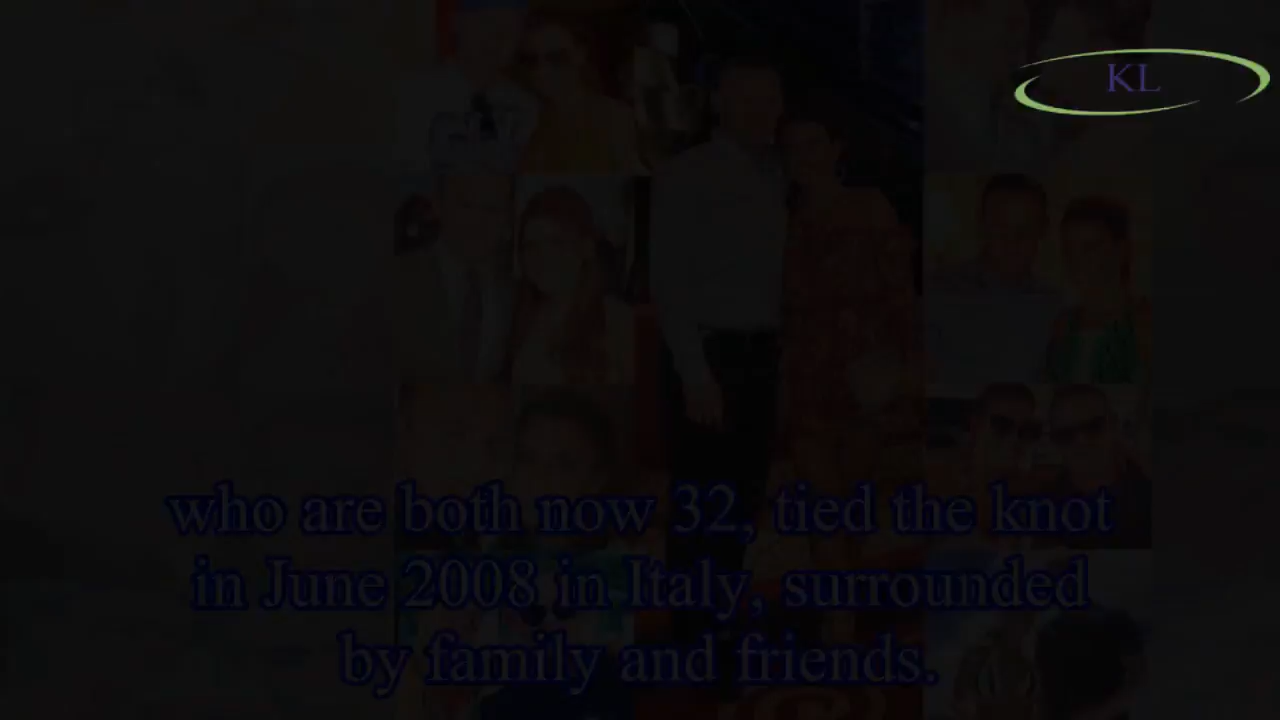 KL
who are both now 32, tied the knot
in June 2008 in Italy, surrounded
by family and friends.